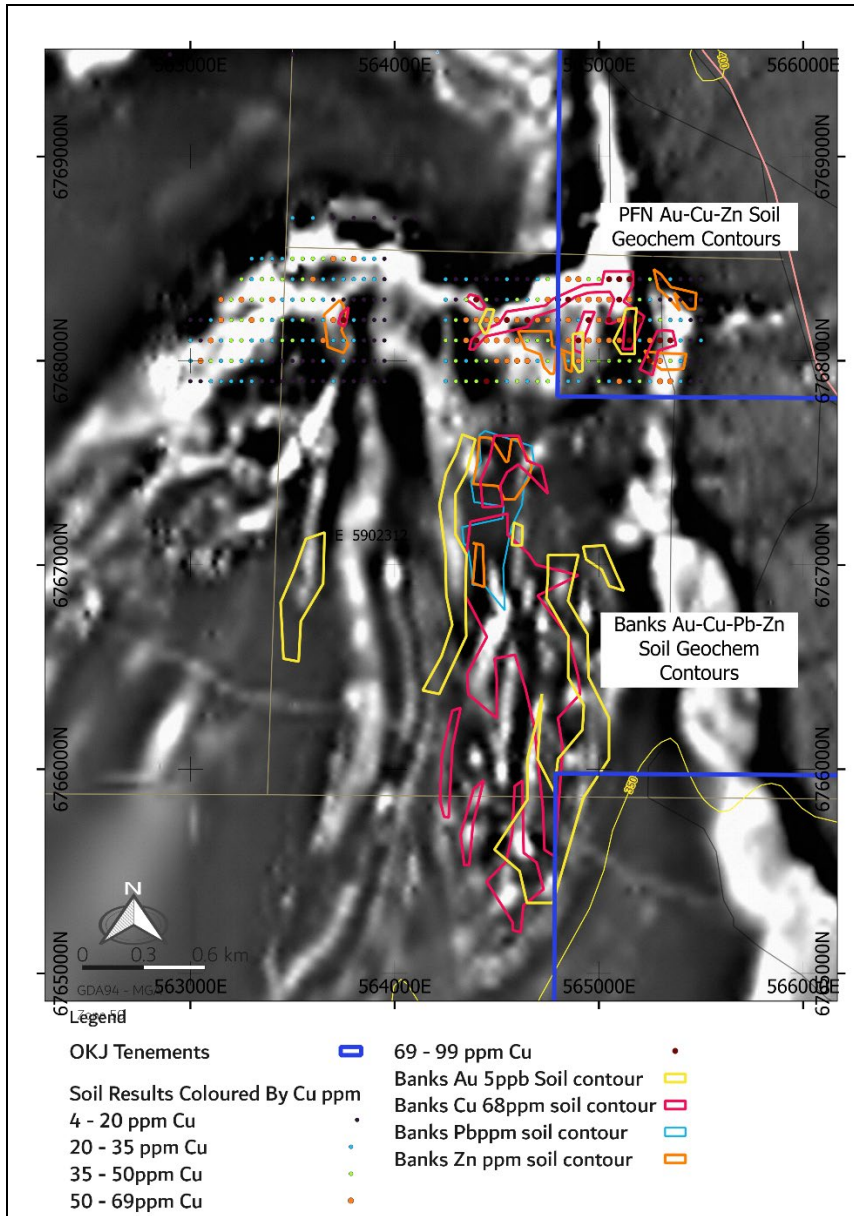 563000E 564000E 565000E 566000E
400
6769000N 6769000N
PFN Au-Cu-Zn Soil
Geochem Contours
6768000N 6768000N
E 5902312
6767000N 6767000N
Banks Au-Cu-Pb-Zn
Soil Geochem
Contours
6766000N 6766000N
350
N
0 0.3 0.6 km
6765000N 6765000N
GDA94 - MGA
563000E 564000E 565000E 566000E
Legend
OKJ Tenements
Soil Results Coloured By Cu ppm
4 - 20 ppm Cu
20 - 35 ppm Cu
35 - 50ppm Cu
50 - 69ppm Cu
69 - 99 ppm Cu
Banks Au 5ppb Soil contour
Banks Cu 68ppm soil contour
Banks Pbppm soil contour
Banks Zn ppm soil contour